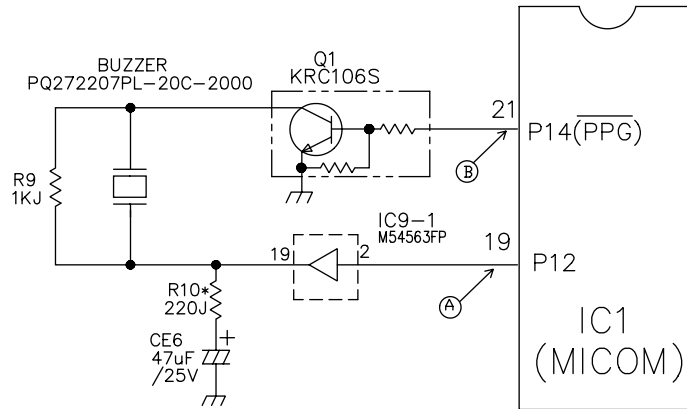 BUZZER
PQ272207PL-20C-2000
Q1
KRC106S
21
P14(PPG)
B
R9
1KJ
IC9-1
M54563FP
19
2
19
P12
A
R10*
220J
CE6
+
47uF
/25V
IC1
(MICOM)